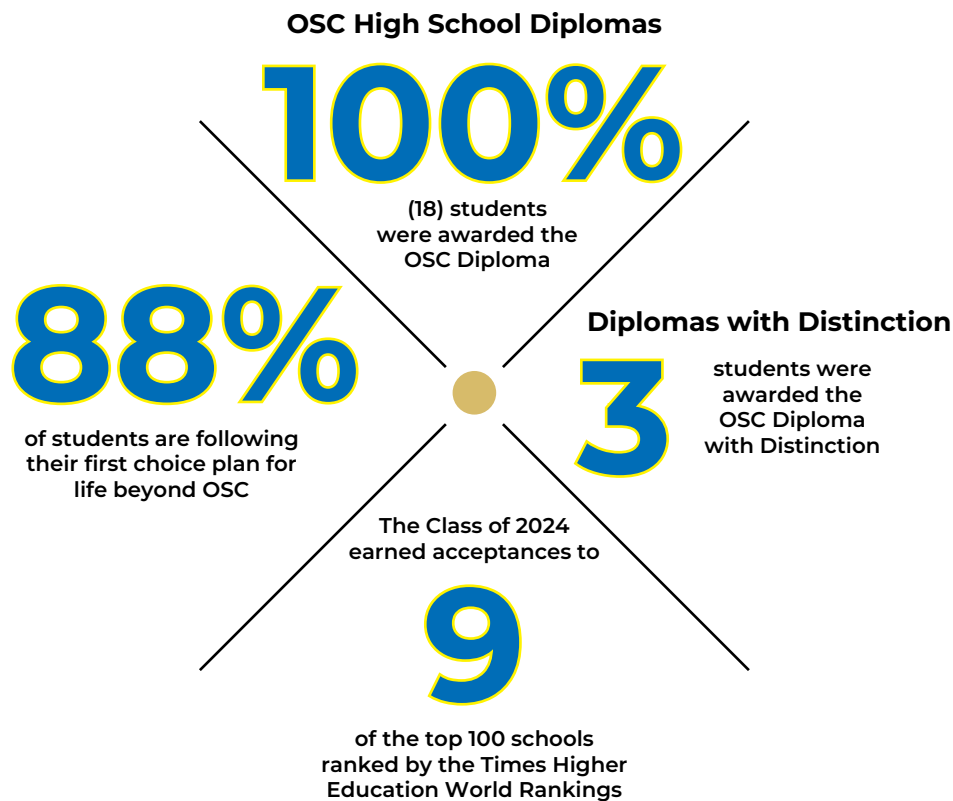 OSC High School Diplomas
100%
(18) students
were awarded the
OSC Diploma
88%
of students are following
their first choice plan for
life beyond OSC
Diplomas with Distinction
3
students were
awarded the
OSC Diploma
with Distinction
The Class of 2024
earned acceptances to
9
of the top 100 schools
ranked by the Times Higher
Education World Rankings